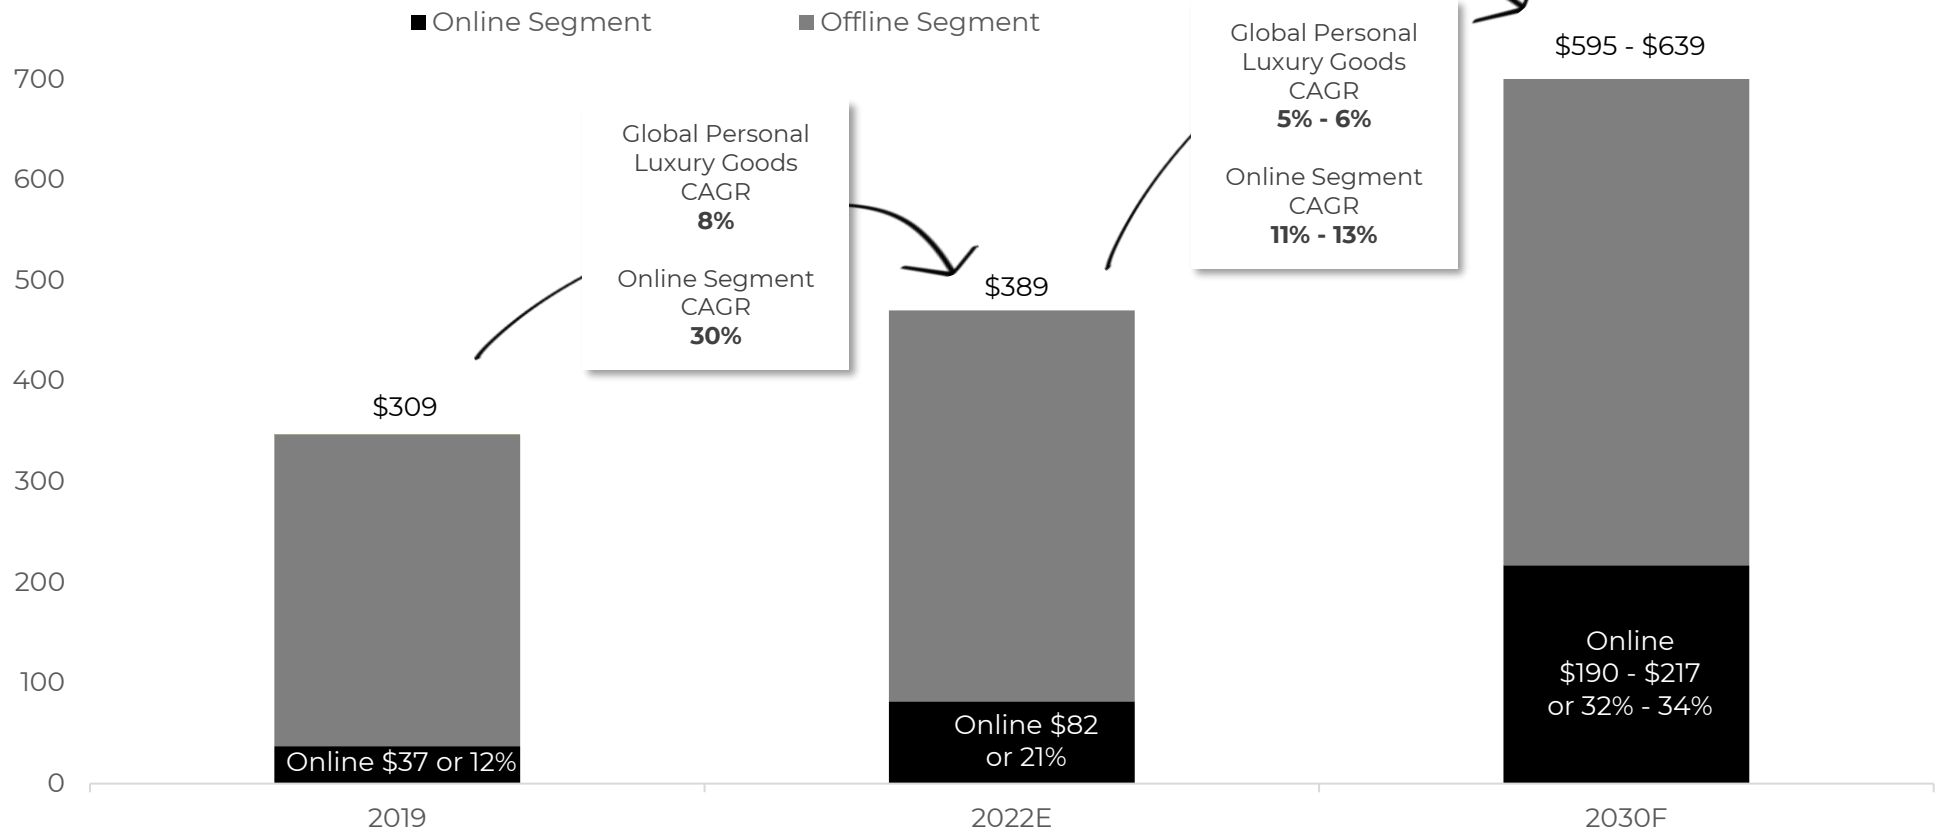 Online Segment
Offline Segment
Global Personal
Luxury Goods
CAGR
5% - 6%
Online Segment
CAGR
11% - 13%
$595 - $639
Global Personal
Luxury Goods
CAGR
8%
Online Segment
CAGR
30%
$389
$309
700
600
500
400
300
200
100
0
Online $37 or 12%
Online $82
or 21%
Online
$190 - $217
or 32% - 34%
2019
2022E
2030F